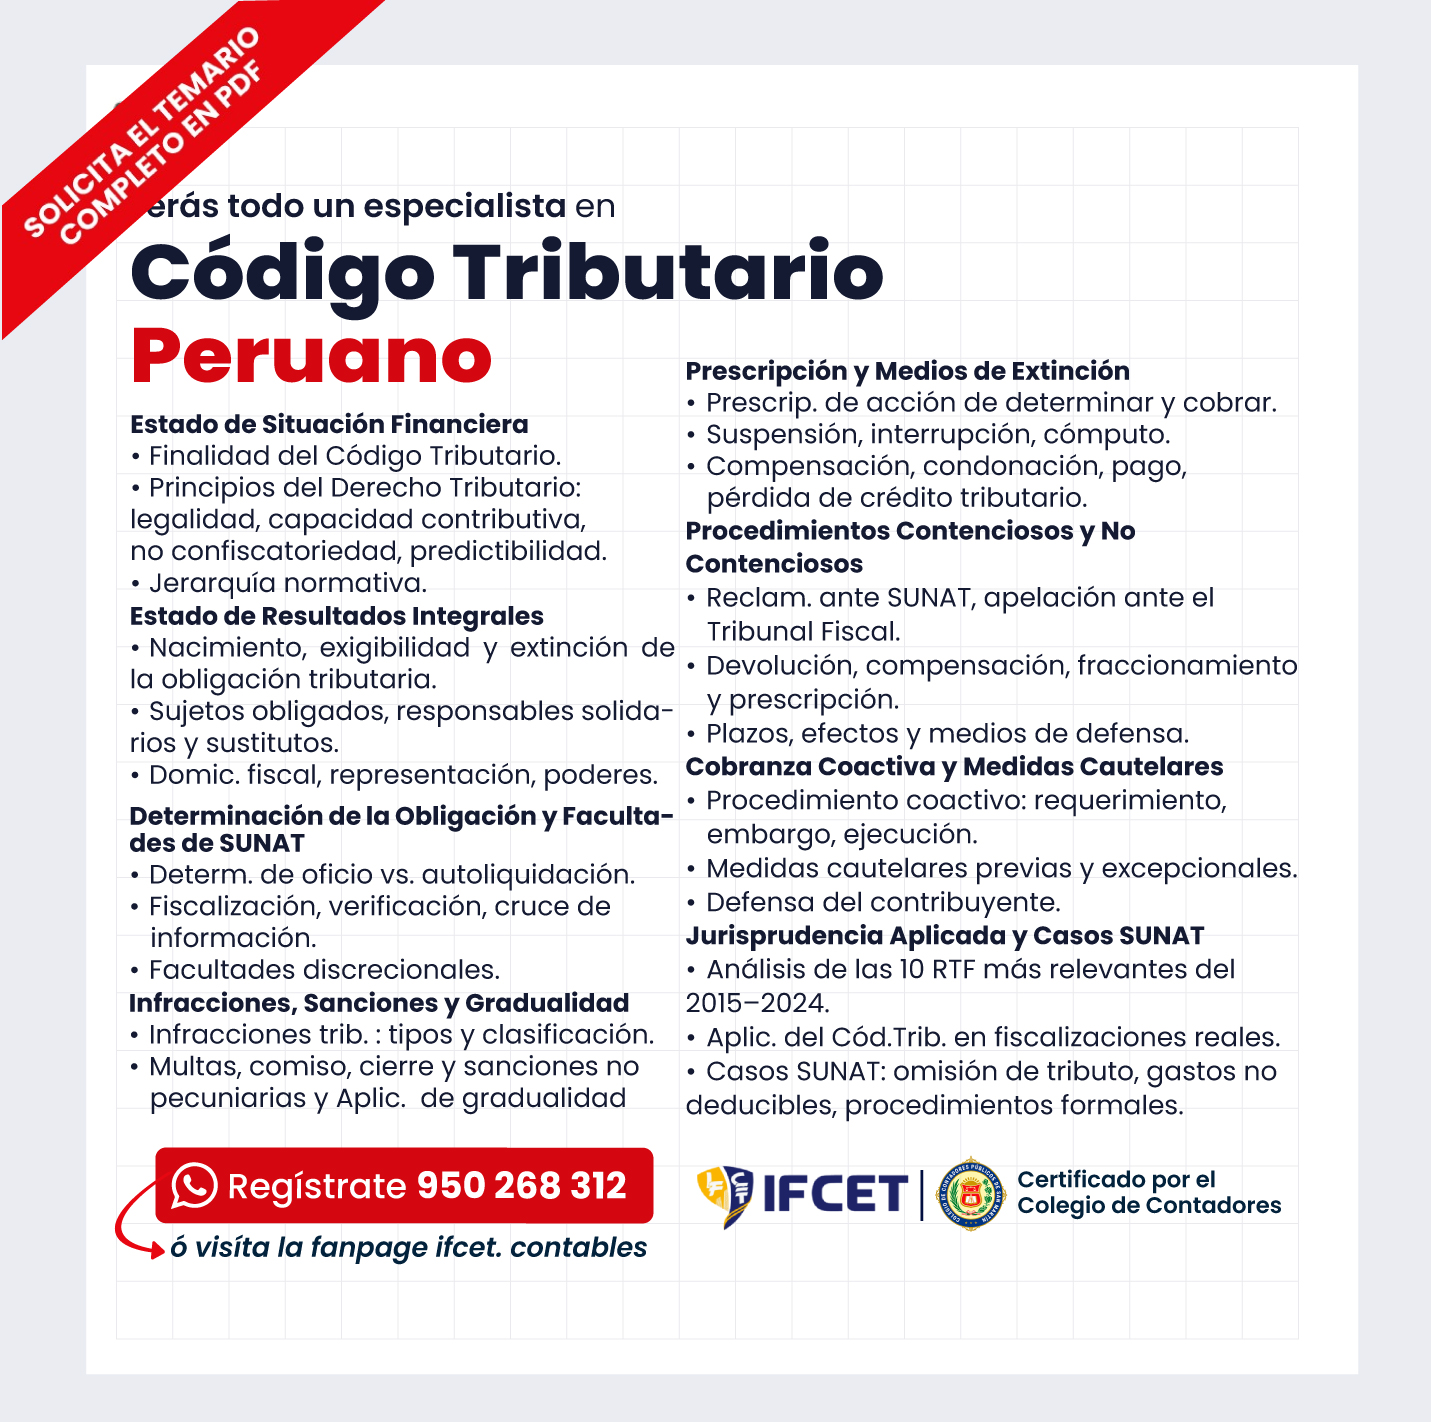 SOLICITA EL TEMARIO
COMPLETO EN PDF
erás todo un especialista en
Código Tributario
Peruano
Estado de Situación Financiera
• Finalidad del Código Tributario.
• Principios del Derecho Tributario:
legalidad, capacidad contributiva,
no confiscatoriedad, predictibilidad.
• Jerarquía normativa.
Estado de Resultados Integrales
• Nacimiento, exigibilidad y extinción de
la obligación tributaria.
• Sujetos obligados, responsables solida-
rios y sustitutos.
• Domic. fiscal, representación, poderes.
Determinación de la Obligación y Faculta-
des de SUNAT
• Determ. de oficio vs. autoliquidación.
• Fiscalización, verificación, cruce de
información.
• Facultades discrecionales.
Infracciones, Sanciones y Gradualidad
• Infracciones trib. : tipos y clasificación.
• Multas, comiso, cierre y sanciones no
pecuniarias y Aplic. de gradualidad
Prescripción y Medios de Extinción
• Prescrip. de acción de determinar y cobrar.
• Suspensión, interrupción, cómputo.
• Compensación, condonación, pago,
pérdida de crédito tributario.
Procedimientos Contenciosos y No
Contenciosos
• Reclam. ante SUNAT, apelación ante el
Tribunal Fiscal.
• Devolución, compensación, fraccionamiento
y prescripción.
• Plazos, efectos y medios de defensa.
Cobranza Coactiva y Medidas Cautelares
• Procedimiento coactivo: requerimiento,
embargo, ejecución.
• Medidas cautelares previas y excepcionales.
• Defensa del contribuyente.
Jurisprudencia Aplicada y Casos SUNAT
• Análisis de las 10 RTF más relevantes del
2015–2024.
• Aplic. del Cód.Trib. en fiscalizaciones reales.
• Casos SUNAT: omisión de tributo, gastos no
deducibles, procedimientos formales.
Regístrate 950 268 312
ó visíta la fanpage ifcet. contables
IFCET
COLEGIO DE CONTADORES PÚBLICOS DE SAN MARTÍN
Certificado por el
Colegio de Contadores